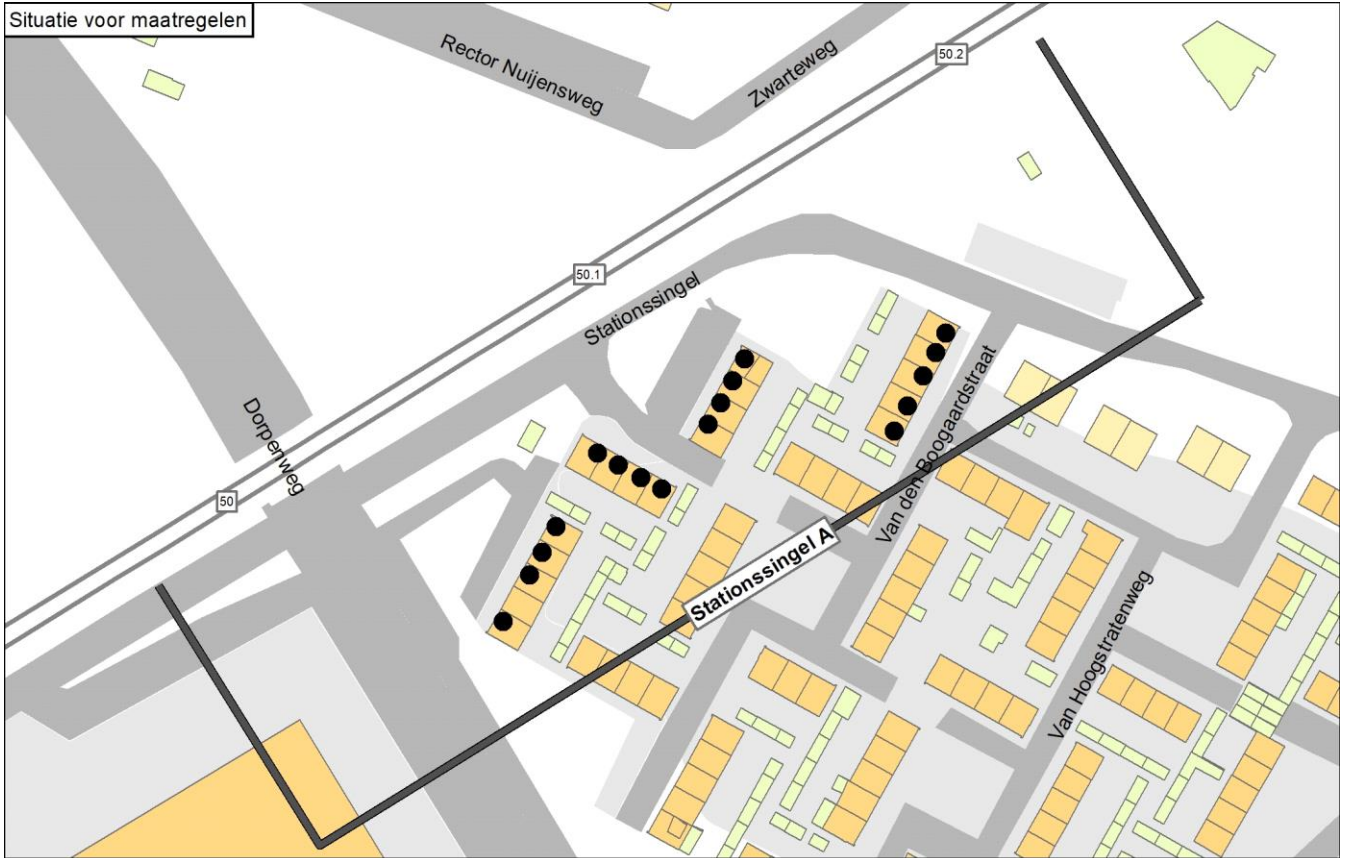 Situatie voor maatregelen
Rector Nuijensweg
Zwarteweg
50.2
50.1
Stationssingel
Dorpenweg
50
Van den Boogaardstraat
Stationssingel A
Van Hoogstratenweg